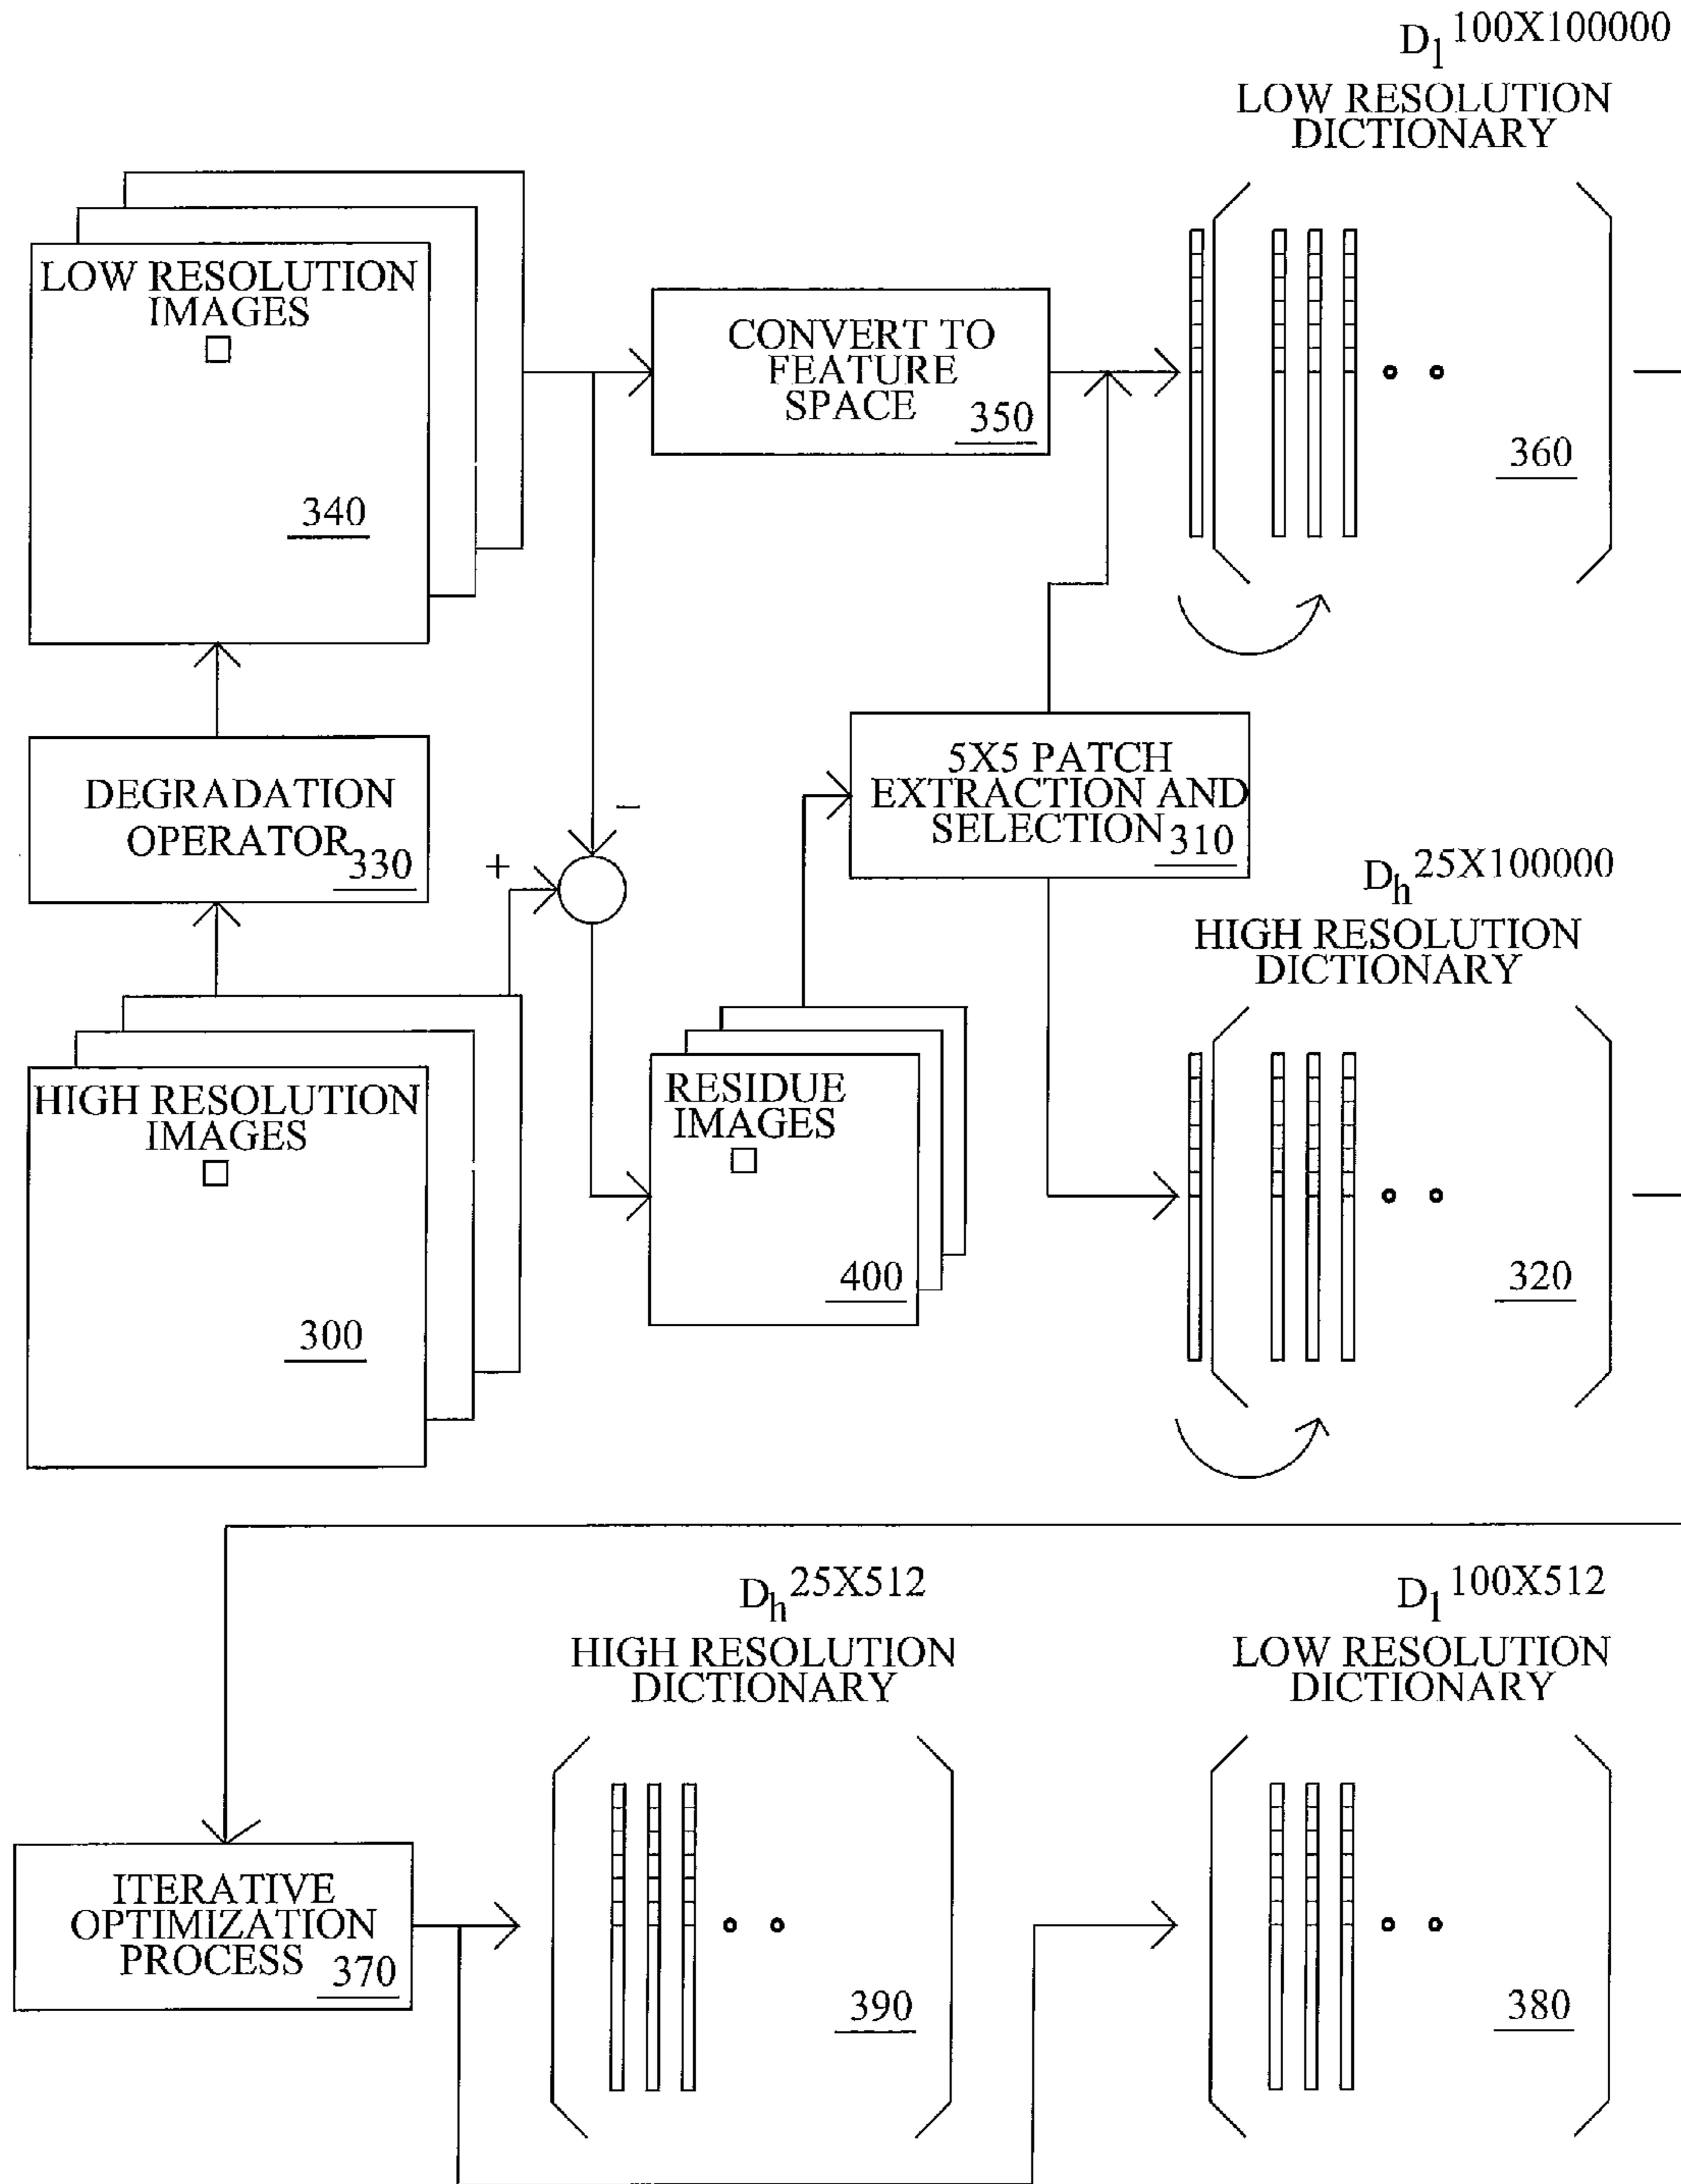 D_l^100X100000
LOW RESOLUTION
DICTIONARY
LOW RESOLUTION
IMAGES
340
CONVERT TO
FEATURE
SPACE
350
360
DEGRADATION
OPERATOR
330
−
+
5X5 PATCH
EXTRACTION AND
SELECTION
310
D_h^25X100000
HIGH RESOLUTION
DICTIONARY
HIGH RESOLUTION
IMAGES
300
RESIDUE
IMAGES
400
320
D_h^25X512
HIGH RESOLUTION
DICTIONARY
D_l^100X512
LOW RESOLUTION
DICTIONARY
ITERATIVE
OPTIMIZATION
PROCESS
370
390
380